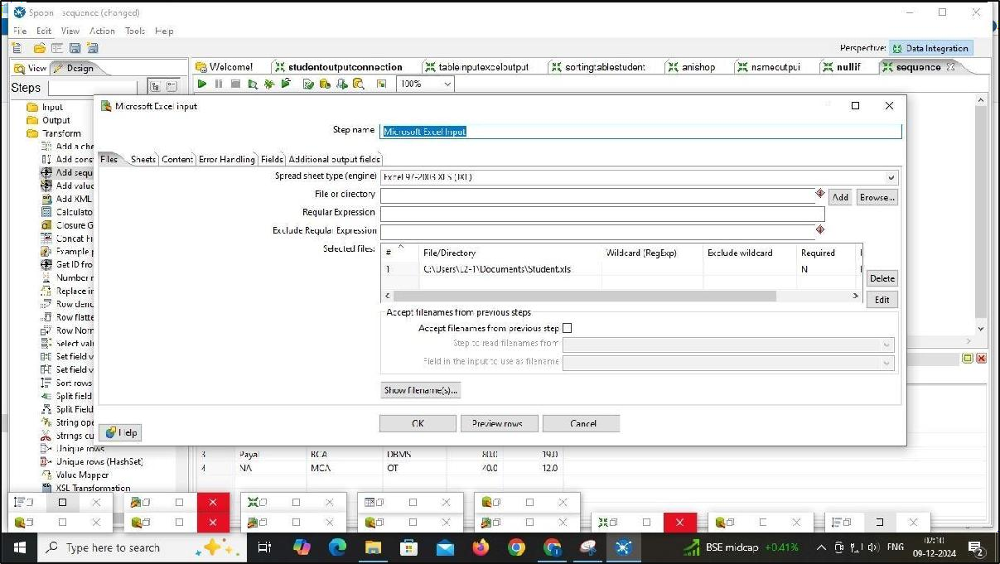 Spoon - sequence (changed)
File Edit View Action Tools Help
Perspective: Data Integration
View Design
Welcome! studentoutputconnection tableinputexceloutput sortingtablestudent anishop nameoutpui nullif sequence
Steps
100%
Input
Output
Transform
Add a che
Add cons
Add sequ
Add value
Add XML
Calculato
Closure G
Concat Fi
Example p
Get ID fro
Number r
Replace in
Row deno
Row flatte
Row Norn
Select valu
Set field v
Set field v
Sort rows
Split field
Split Field
String ope
Strings cu
Unique rows
Unique rows (HashSet)
Value Mapper
XSL Transformation
Microsoft Excel input
Step name Microsoft Excel Input
Files Sheets Content Error Handling Fields Additional output fields
Spread sheet type (engine) Excel 97-2003 XLS (JXL)
File or directory Add Browse...
Regular Expression
Exclude Regular Expression
Selected files: # File/Directory Wildcard (RegExp) Exclude wildcard Required
1 C:\Users\L2-1\Documents\Student.xls N
Delete
Edit
Accept filenames from previous steps
Accept filenames from previous step
Step to read filenames from
Field in the input to use as filename
Show filename(s)...
OK Preview rows Cancel
Help
3 Payal BCA DBMS 80.0 19.0
4 NA MCA OT 40.0 12.0
Type here to search
BSE midcap +0.41%
ENG
02:10
09-12-2024
2